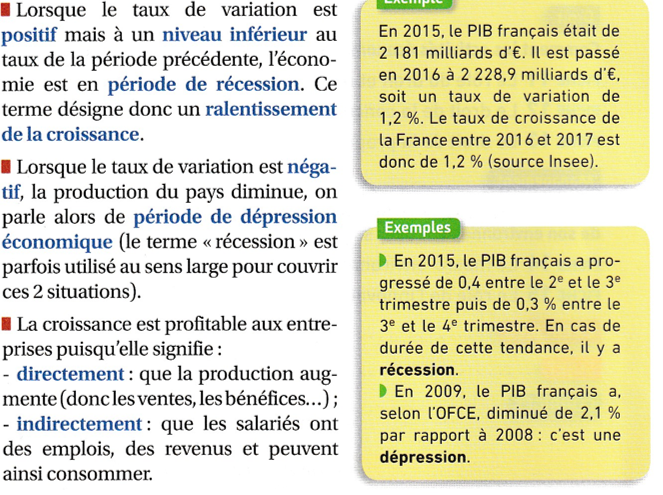 Lorsque le taux de variation est
positif mais à un niveau inférieur au
taux de la période précédente, l'écono-
mie est en période de récession. Ce
terme désigne donc un ralentissement
de la croissance.
Lorsque le taux de variation est néga-
tif, la production du pays diminue, on
parle alors de période de dépression
économique (le terme « récession » est
parfois utilisé au sens large pour couvrir
ces 2 situations).
La croissance est profitable aux entre-
prises puisqu'elle signifie :
- directement : que la production aug-
mente (donc les ventes, les bénéfices...) ;
- indirectement : que les salariés ont
des emplois, des revenus et peuvent
ainsi consommer.
Exemple
En 2015, le PIB français était de
2 181 milliards d'€. Il est passé
en 2016 à 2 228,9 milliards d'€,
soit un taux de variation de
1,2 %. Le taux de croissance de
la France entre 2016 et 2017 est
donc de 1,2 % (source Insee).
Exemples
En 2015, le PIB français a pro-
gressé de 0,4 entre le 2e et le 3e
trimestre puis de 0,3 % entre le
3e et le 4e trimestre. En cas de
durée de cette tendance, il y a
récession.
En 2009, le PIB français a,
selon l'OFCE, diminué de 2,1 %
par rapport à 2008 : c'est une
dépression.